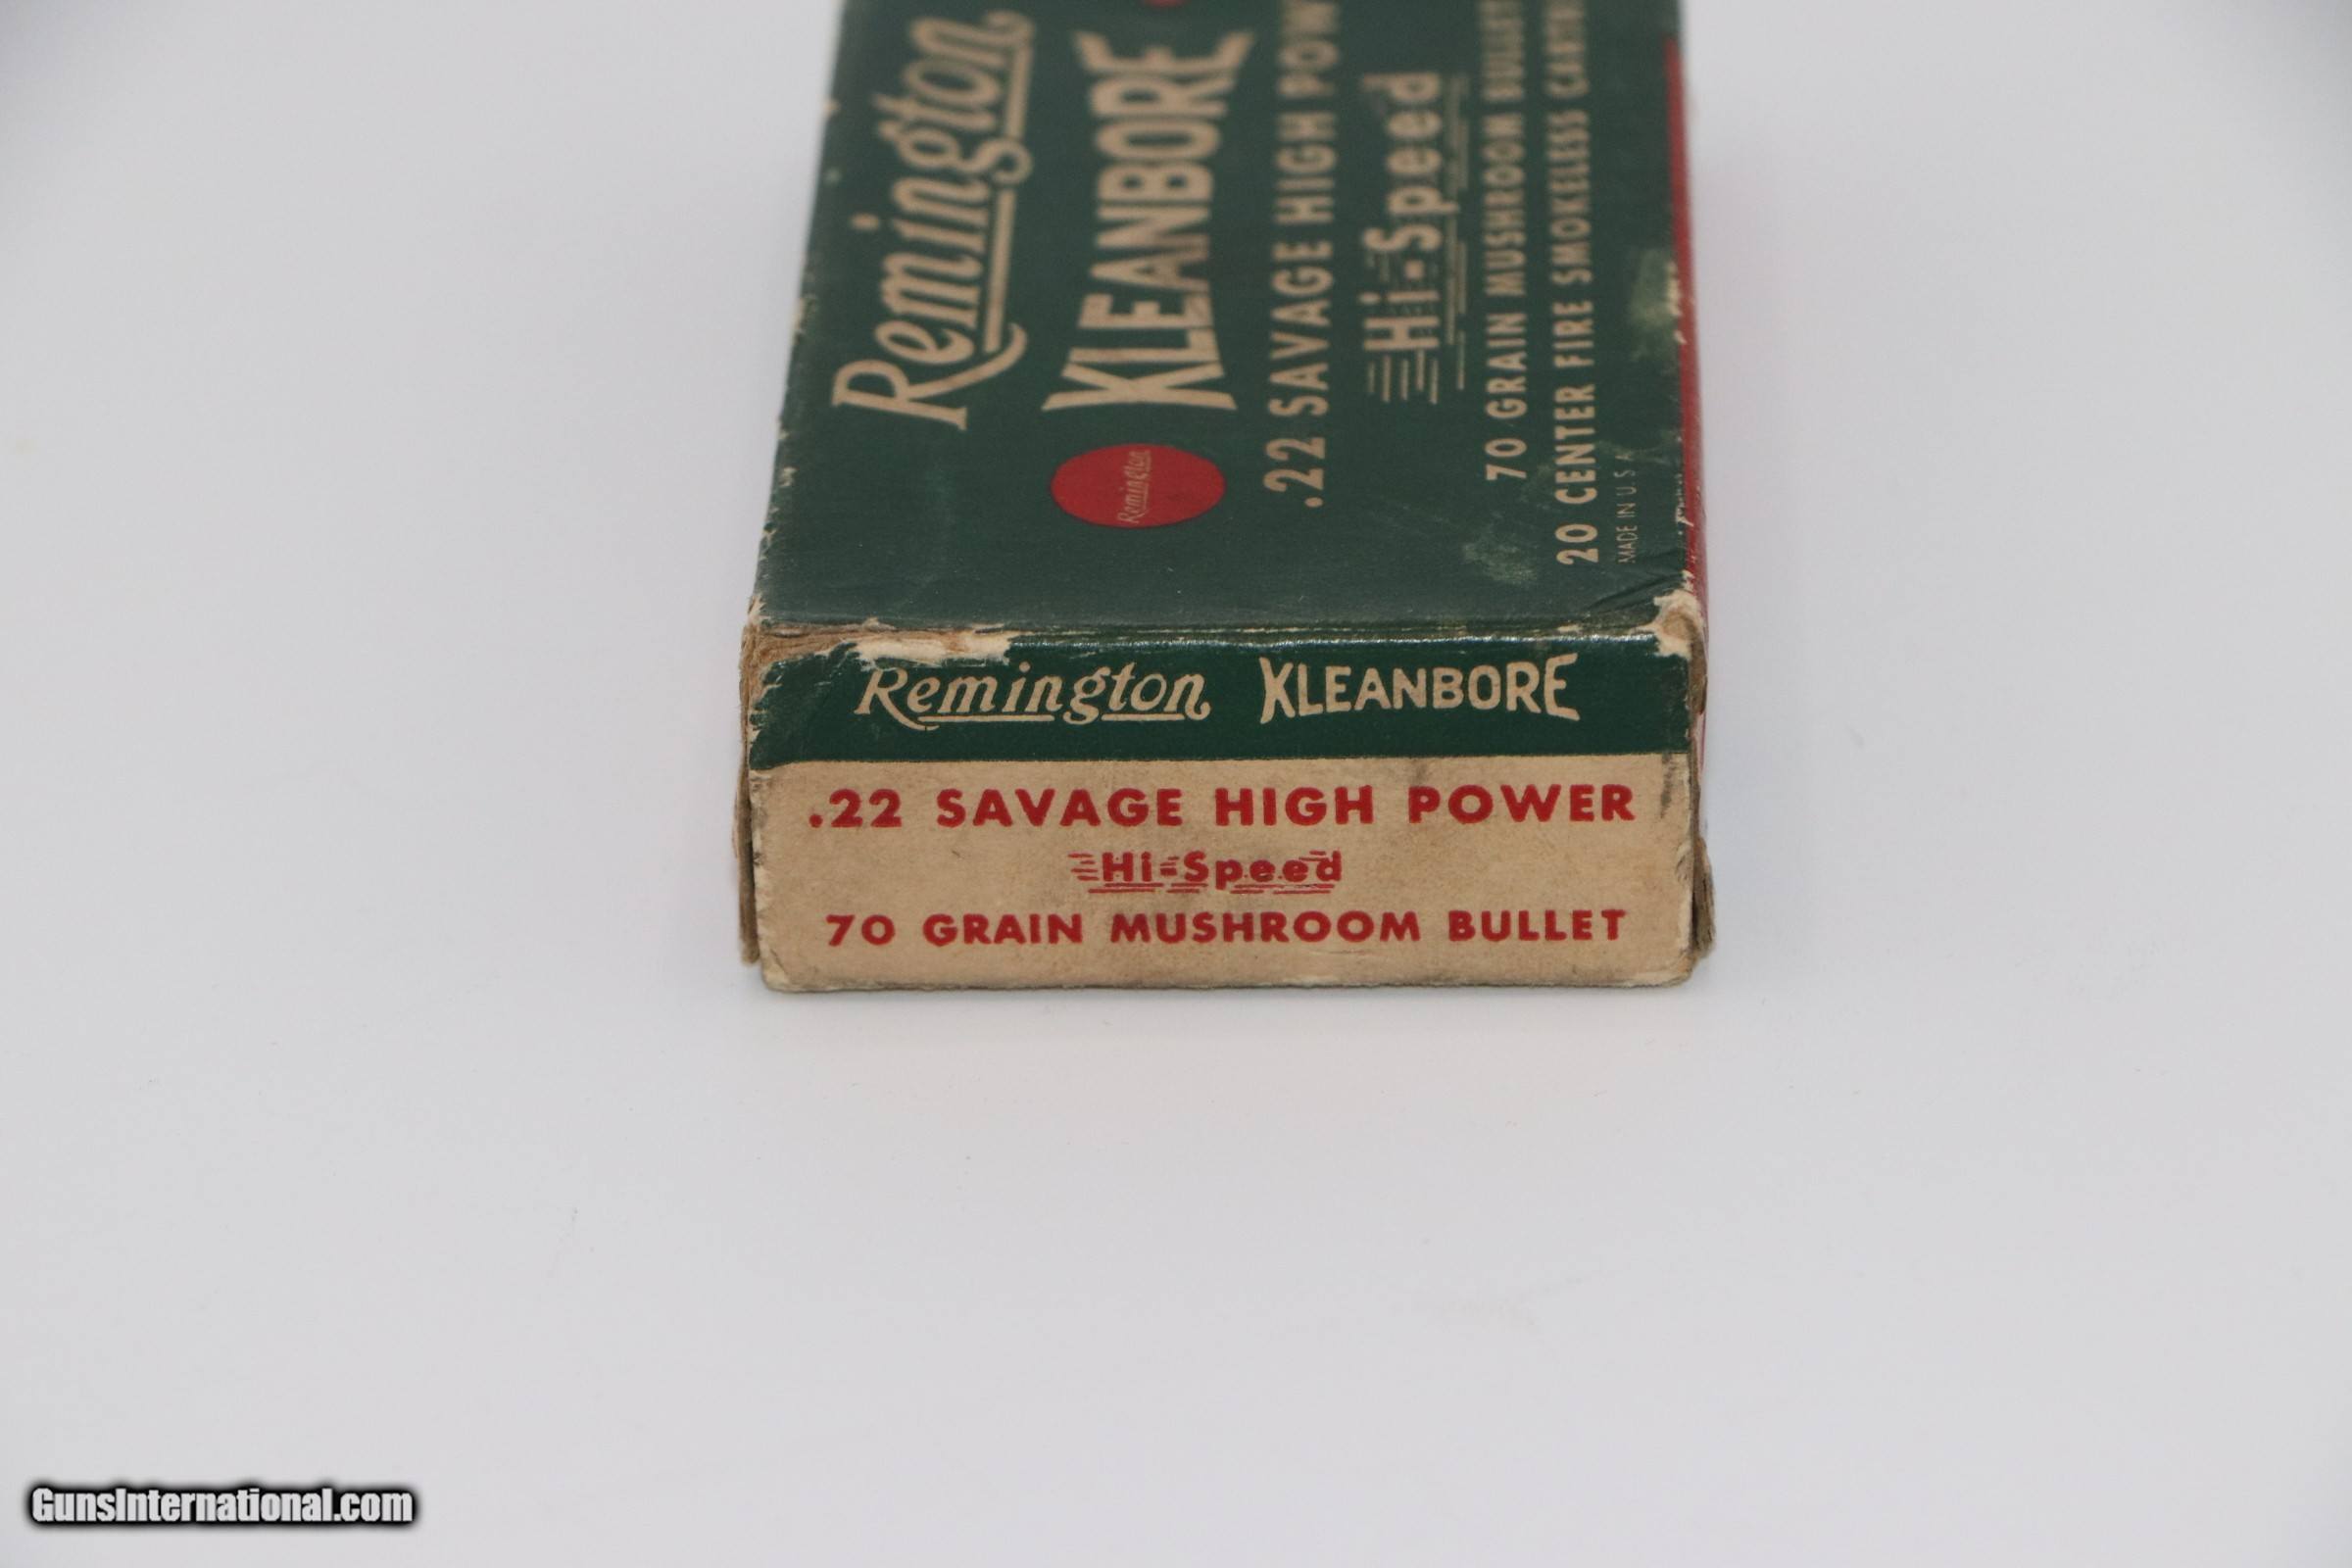 Remington
KLEANBORE
Remington
.22 SAVAGE HIGH POW
Hi-Speed
70 GRAIN MUSHROOM BULLET
20 CENTER FIRE SMOKELESS CARTRI
MADE IN U.S.A
Remington KLEANBORE
.22 SAVAGE HIGH POWER
Hi-Speed
70 GRAIN MUSHROOM BULLET
GunsInternational.com